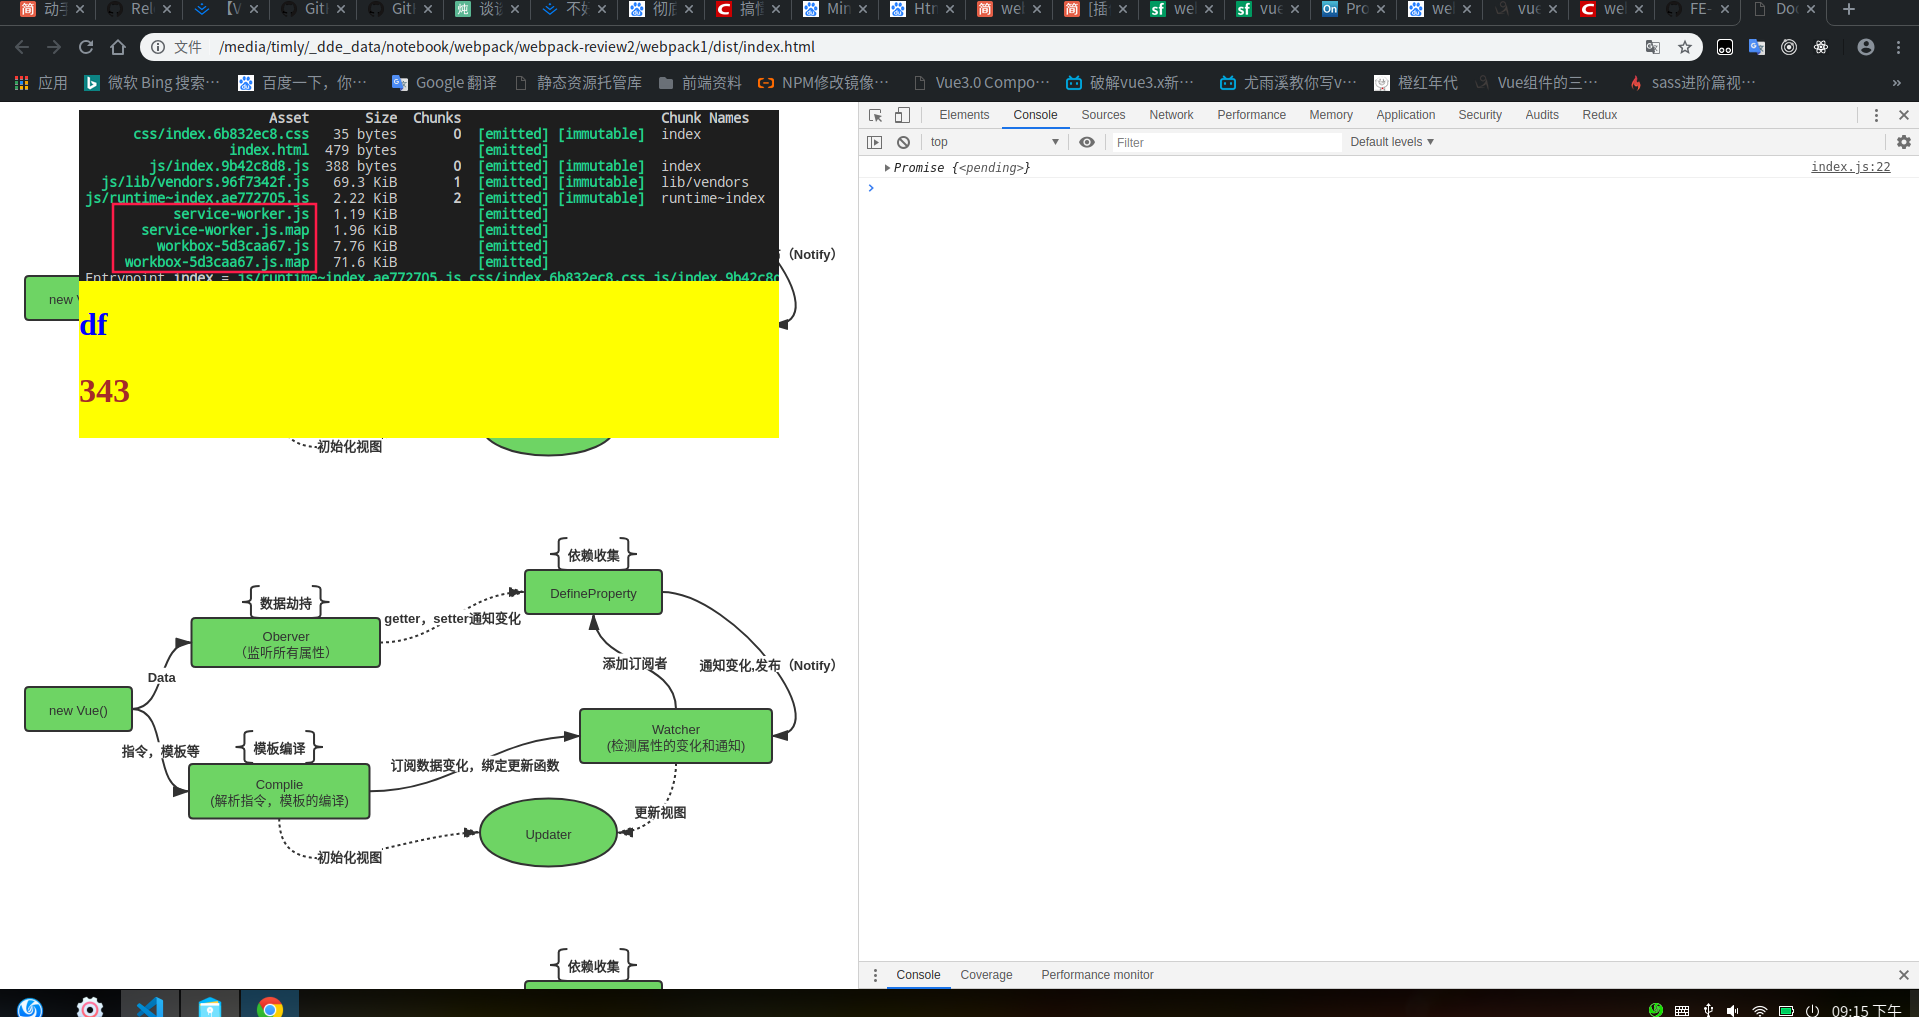 简 动手
Rel
【V
GitI
GitI
炖 谈谈
不
彻
C 搞
Min
Htr
简 wel
简 [插
sf wel
sf vue
On Pro
wel
vue
C wel
FE-
Doc
文件 /media/timly/_dde_data/notebook/webpack/webpack-review2/webpack1/dist/index.html
应用 微软 Bing 搜索… 百度一下，你… Google 翻译 静态资源托管库 前端资料 NPM修改镜像… Vue3.0 Compo… 破解vue3.x新… 尤雨溪教你写v… 橙红年代 Vue组件的三… sass进阶篇视… »
Asset Size Chunks Chunk Names
css/index.6b832ec8.css 35 bytes 0 [emitted] [immutable] index
index.html 479 bytes [emitted]
js/index.9b42c8d8.js 388 bytes 0 [emitted] [immutable] index
js/lib/vendors.96f7342f.js 69.3 KiB 1 [emitted] [immutable] lib/vendors
js/runtime~index.ae772705.js 2.22 KiB 2 [emitted] [immutable] runtime~index
service-worker.js 1.19 KiB [emitted]
service-worker.js.map 1.96 KiB [emitted]
workbox-5d3caa67.js 7.76 KiB [emitted]
workbox-5d3caa67.js.map 71.6 KiB [emitted]
Entrypoint index = js/runtime~index.ae772705.js css/index.6b832ec8.css js/index.9b42c8d
（Notify）
new V
df
343
初始化视图
依赖收集
DefineProperty
数据劫持
getter，setter通知变化
Oberver
（监听所有属性）
添加订阅者
通知变化,发布（Notify）
Data
new Vue()
Watcher
(检测属性的变化和通知)
指令，模板等
模板编译
订阅数据变化，绑定更新函数
Complie
(解析指令，模板的编译)
更新视图
Updater
初始化视图
依赖收集
Elements Console Sources Network Performance Memory Application Security Audits Redux
top Filter Default levels
Promise {<pending>} index.js:22
Console Coverage Performance monitor
09:15 下午